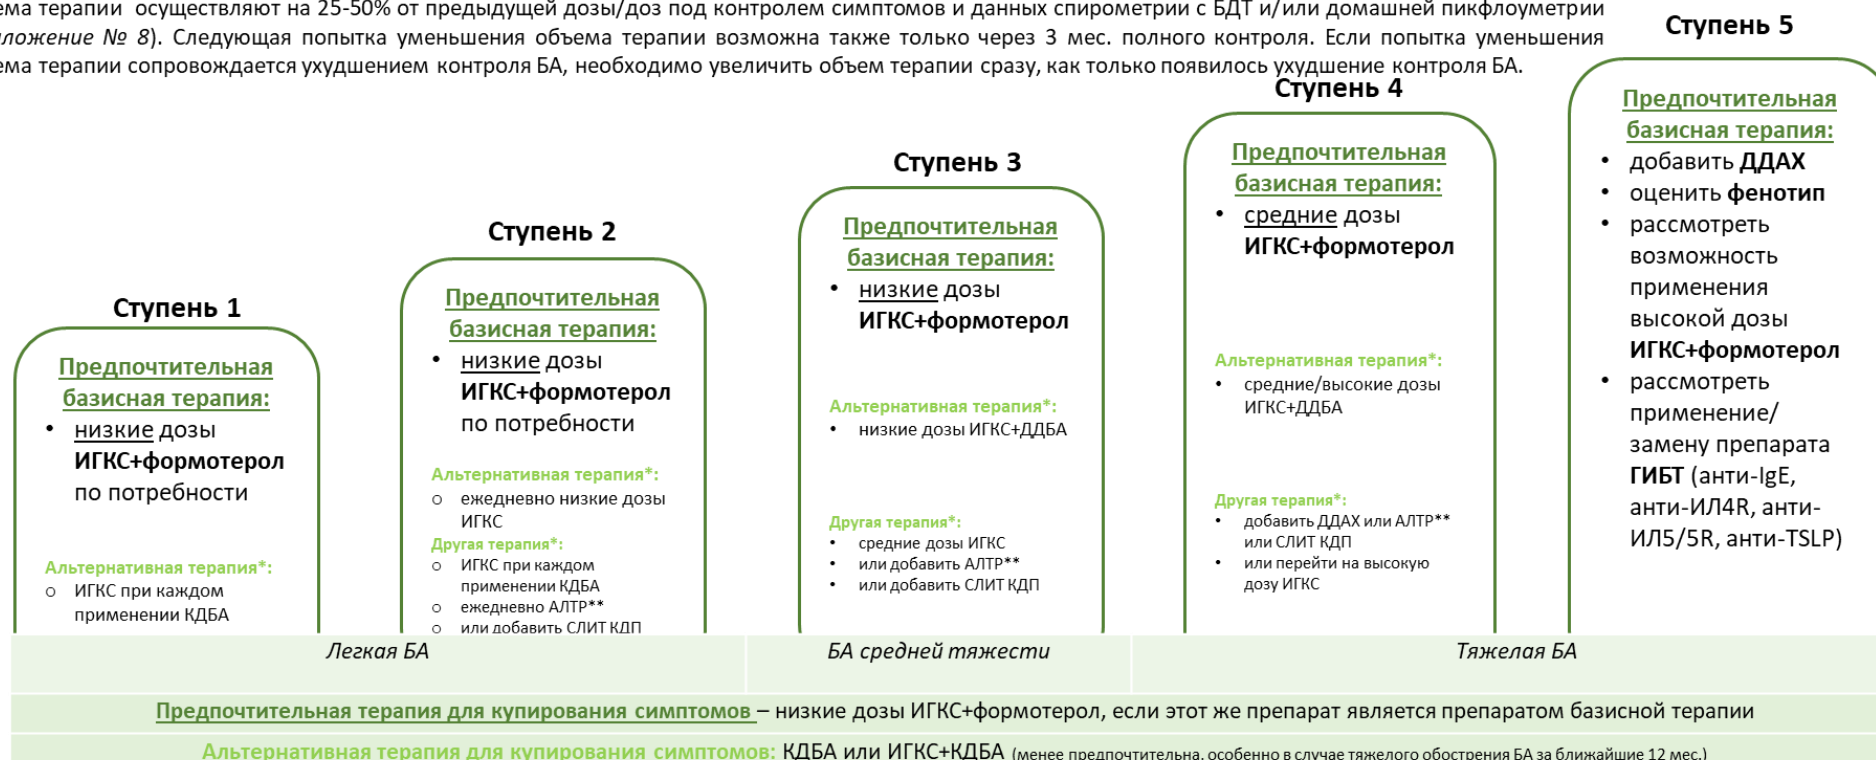 терапии осуществляют на 25-50% от предыдущей дозы/доз под контролем симптомов и данных спирометрии с БДТ и/или домашней пикфлоуметрии
№ 8). Следующая попытка уменьшения объема терапии возможна также только через 3 мес. полного контроля. Если попытка уменьшения
терапии сопровождается ухудшением контроля БА, необходимо увеличить объем терапии сразу, как только появилось ухудшение контроля БА.
Ступень 1
Предпочтительная
базисная терапия:
• низкие дозы
ИГКС+формотерол
по потребности
Альтернативная терапия*:
o ИГКС при каждом
применении КДБА
Ступень 2
Предпочтительная
базисная терапия:
• низкие дозы
ИГКС+формотерол
по потребности
Альтернативная терапия*:
o ежедневно низкие дозы
ИГКС
Другая терапия*:
o ИГКС при каждом
применении КДБА
o ежедневно АЛТР**
o или добавить СЛИТ КДП
Ступень 3
Предпочтительная
базисная терапия:
• низкие дозы
ИГКС+формотерол
Альтернативная терапия*:
• низкие дозы ИГКС+ДДБА
Другая терапия*:
• средние дозы ИГКС
• или добавить АЛТР**
• или добавить СЛИТ КДП
Ступень 4
Предпочтительная
базисная терапия:
• средние дозы
ИГКС+формотерол
Альтернативная терапия*:
• средние/высокие дозы
ИГКС+ДДБА
Другая терапия*:
• добавить ДДАХ или АЛТР**
или СЛИТ КДП
• или перейти на высокую
дозу ИГКС
Ступень 5
Предпочтительная
базисная терапия:
• добавить ДДАХ
• оценить фенотип
• рассмотреть
возможность
применения
высокой дозы
ИГКС+формотерол
• рассмотреть
применение/
замену препарата
ГИБТ (анти-IgE,
анти-ИЛ4R, анти-
ИЛ5/5R, анти-TSLP)
Легкая БА
БА средней тяжести
Тяжелая БА
Предпочтительная терапия для купирования симптомов – низкие дозы ИГКС+формотерол, если этот же препарат является препаратом базисной терапии
Альтернативная терапия для купирования симптомов: КДБА или ИГКС+КДБА (менее предпочтительна, особенно в случае тяжелого обострения БА за ближайшие 12 мес.)